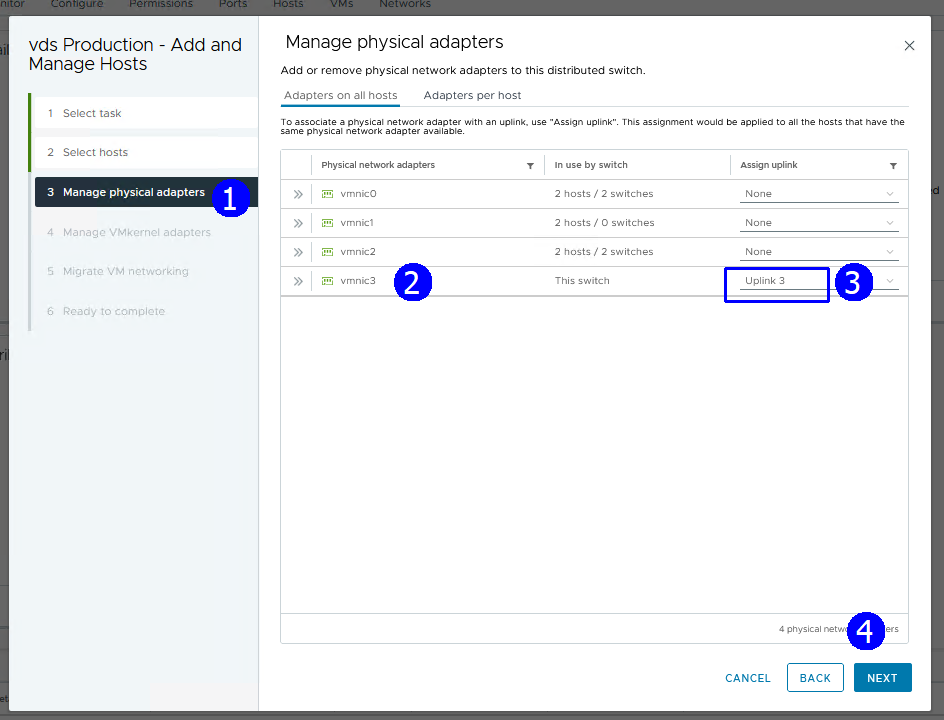 nitor Configure Permissions Ports Hosts VMs Networks
vds Production - Add and
Manage Hosts
1 Select task
2 Select hosts
3 Manage physical adapters
1
4 Manage VMkernel adapters
5 Migrate VM networking
6 Ready to complete
Manage physical adapters
Add or remove physical network adapters to this distributed switch.
Adapters on all hosts Adapters per host
To associate a physical network adapter with an uplink, use "Assign uplink". This assignment would be applied to all the hosts that have the
same physical network adapter available.
Physical network adapters In use by switch Assign uplink
vmnic0 2 hosts / 2 switches None
vmnic1 2 hosts / 0 switches None
vmnic2 2 hosts / 2 switches None
vmnic3 2 This switch Uplink 3 3
4 physical netw 4 ers
CANCEL BACK NEXT